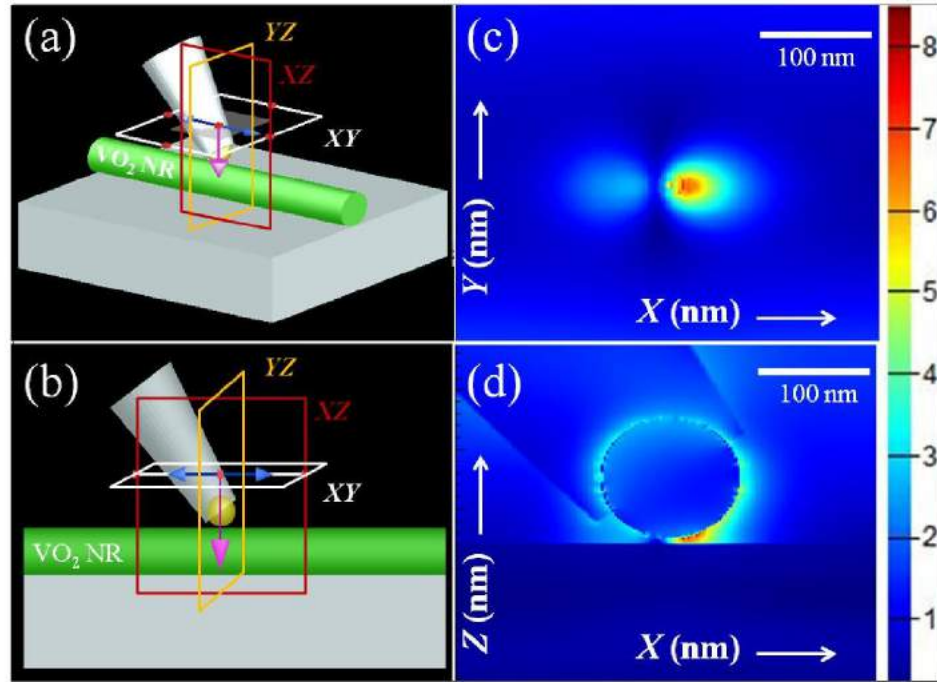 (a)
YZ
XZ
XY
VO₂ NR
(b)
YZ
XZ
XY
VO₂ NR
(c)
100 nm
Y (nm)
X (nm)
(d)
100 nm
Z (nm)
X (nm)
8
7
6
5
4
3
2
1